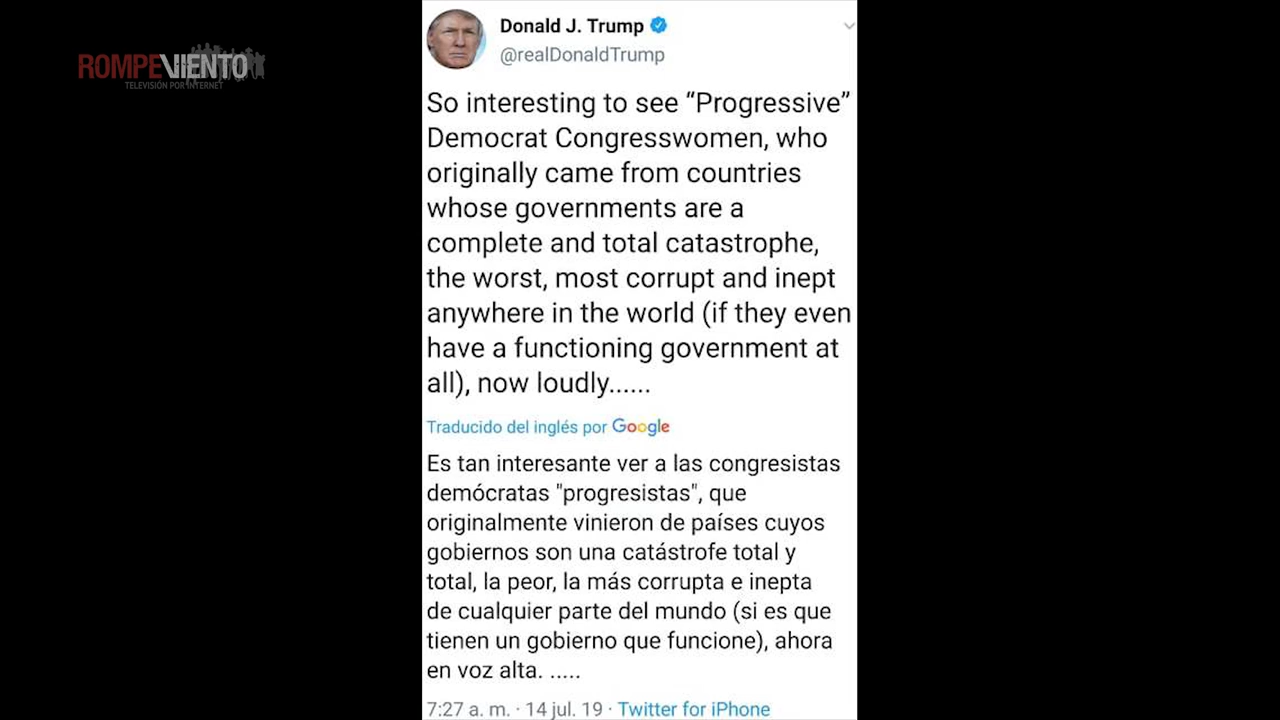 ROMPEVIENTO
TELEVISIÓN POR INTERNET
Donald J. Trump
@realDonaldTrump
So interesting to see “Progressive”
Democrat Congresswomen, who
originally came from countries
whose governments are a
complete and total catastrophe,
the worst, most corrupt and inept
anywhere in the world (if they even
have a functioning government at
all), now loudly......
Traducido del inglés por Google
Es tan interesante ver a las congresistas
demócratas "progresistas", que
originalmente vinieron de países cuyos
gobiernos son una catástrofe total y
total, la peor, la más corrupta e inepta
de cualquier parte del mundo (si es que
tienen un gobierno que funcione), ahora
en voz alta. .....
7:27 a. m. · 14 jul. 19 · Twitter for iPhone